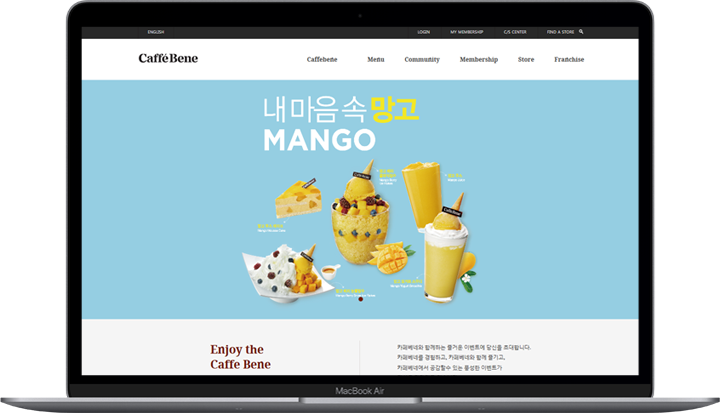 ENGLISH
LOGIN
MY MEMBERSHIP
C/S CENTER
FIND A STORE
Caffé Bene
Caffebene
Menu
Community
Membership
Store
Franchise
내 마음 속 망고
MANGO
Enjoy the
Caffe Bene
카페베네와 함께하는 즐거운 이벤트에 당신을 초대합니다.
카페베네를 경험하고, 카페베네와 함께 즐기고,
카페베네에서 공감할수 있는 풍성한 이벤트가
MacBook Air